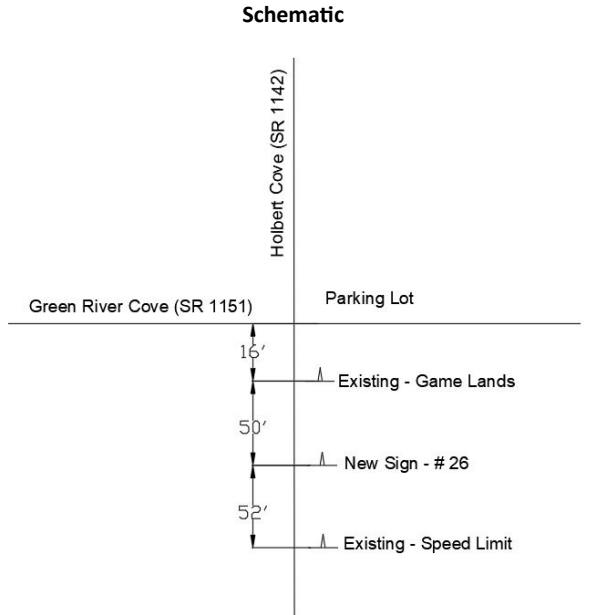 Schematic
Holbert Cove (SR 1142)
Green River Cove (SR 1151)
Parking Lot
16'
Existing - Game Lands
50'
New Sign - # 26
52'
Existing - Speed Limit